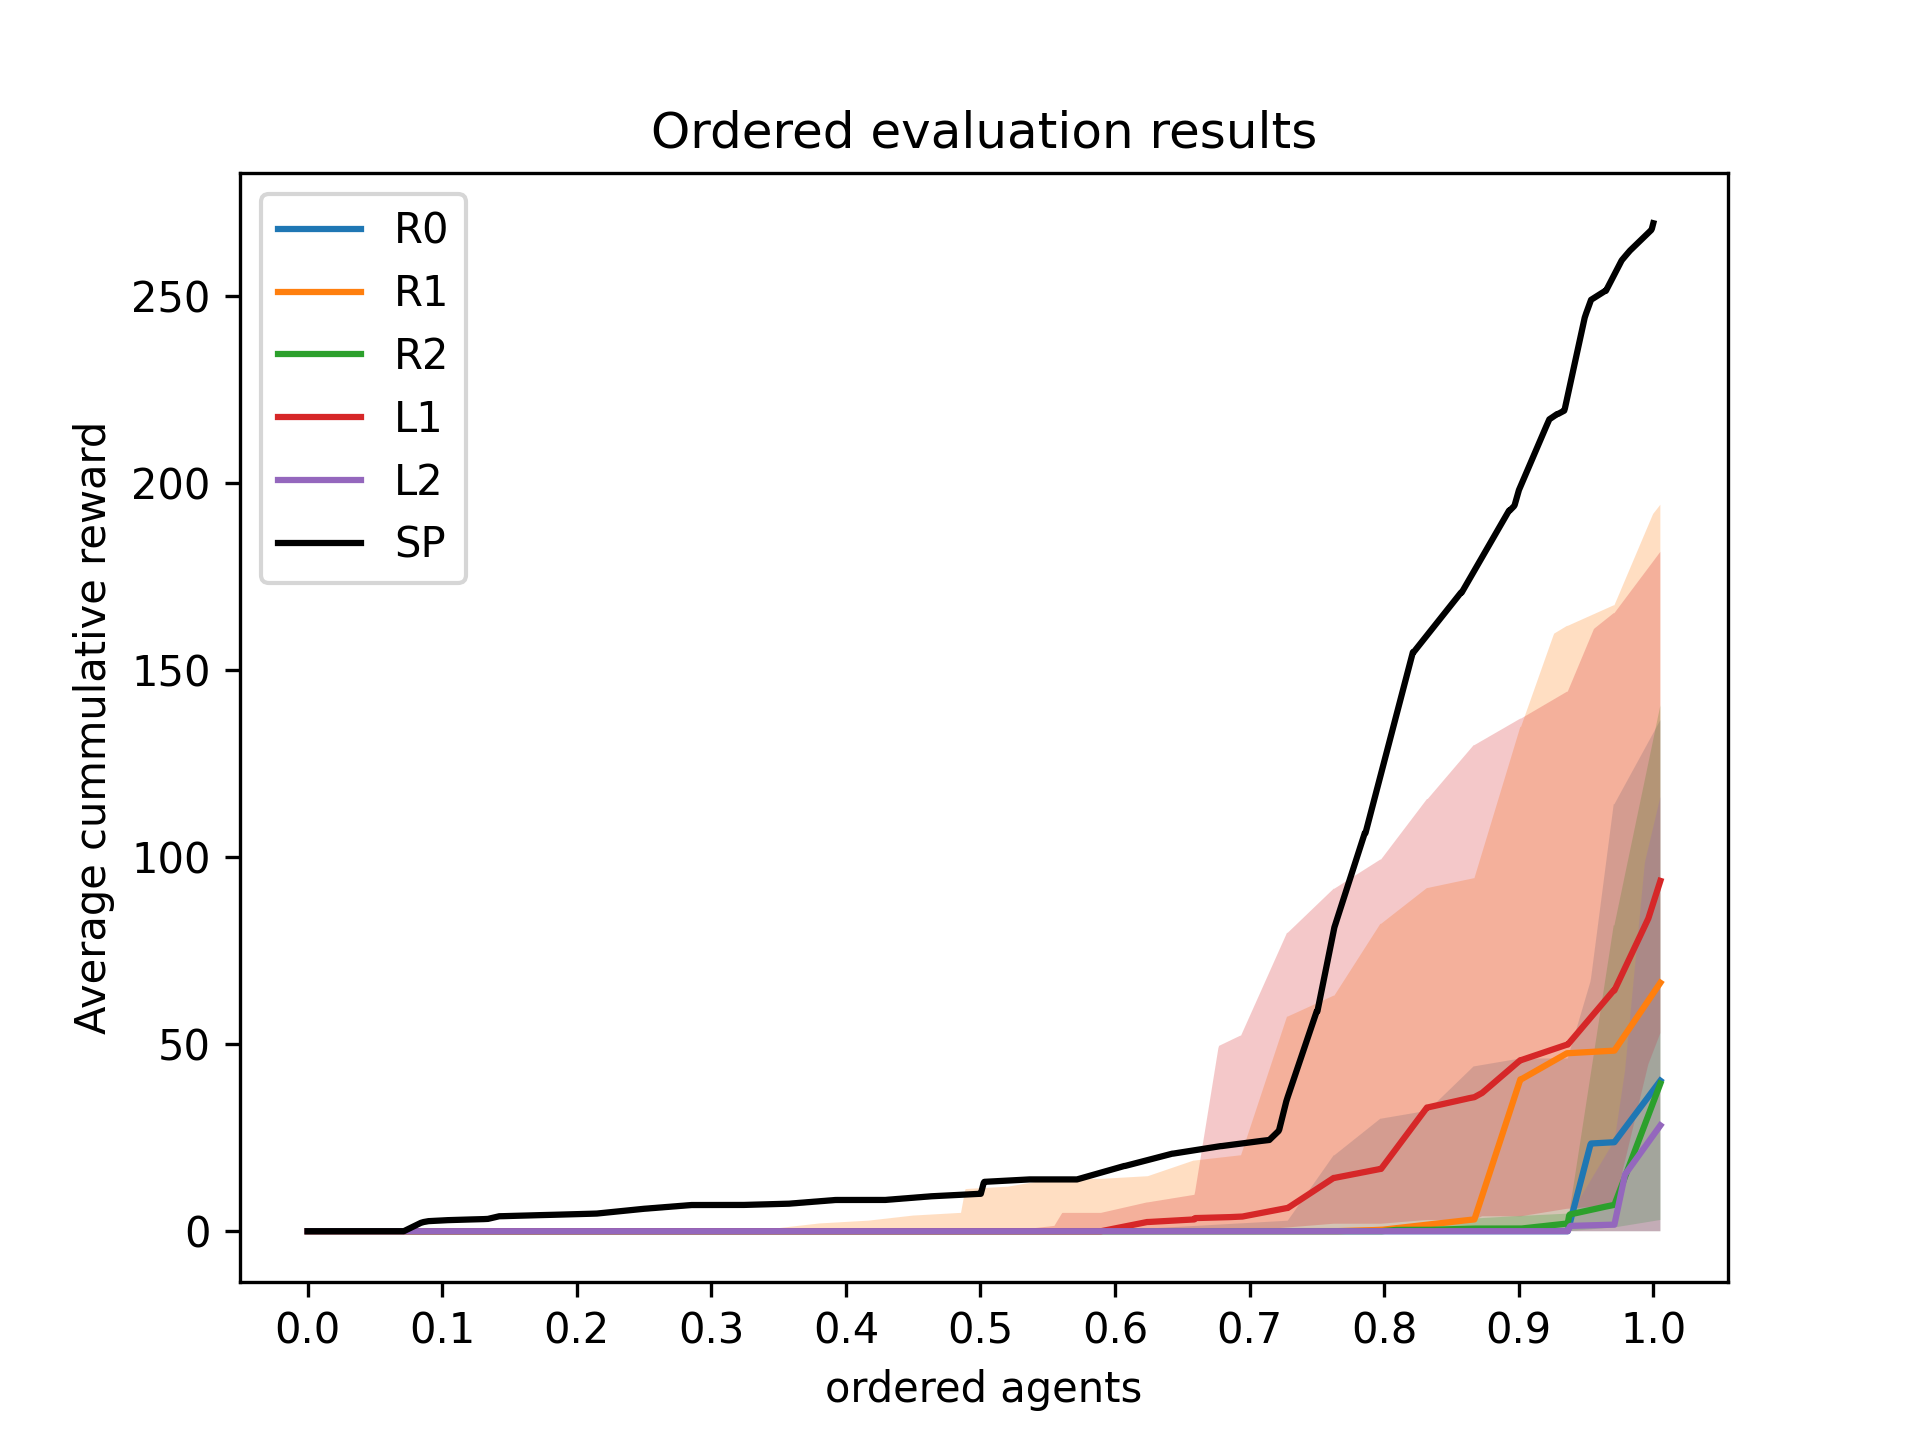 Ordered evaluation results
R0
R1
R2
L1
L2
SP
Average cummulative reward
250
200
150
100
50
0
0.0 0.1 0.2 0.3 0.4 0.5 0.6 0.7 0.8 0.9 1.0
ordered agents